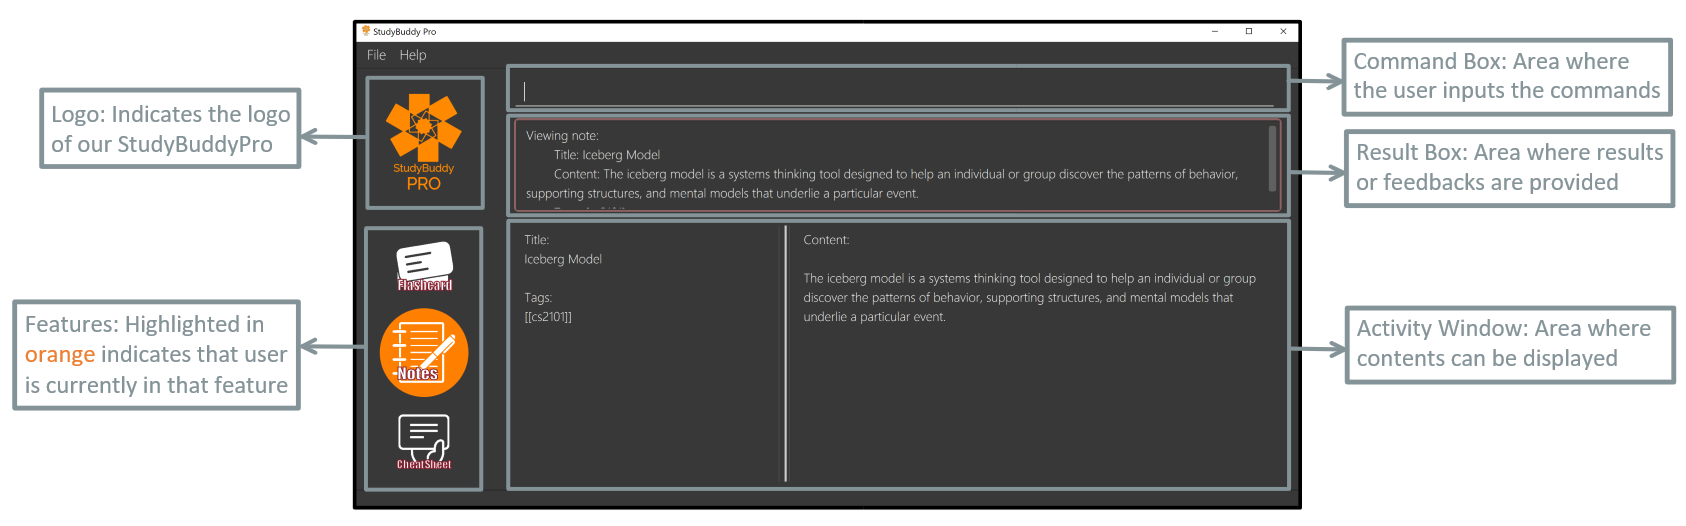 StudyBuddy Pro
File Help
Logo: Indicates the logo
of our StudyBuddyPro
StudyBuddy
PRO
Command Box: Area where
the user inputs the commands
Viewing note:
Title: Iceberg Model
Content: The iceberg model is a systems thinking tool designed to help an individual or group discover the patterns of behavior,
supporting structures, and mental models that underlie a particular event.
Result Box: Area where results
or feedbacks are provided
Features: Highlighted in
orange indicates that user
is currently in that feature
Flashcard
Notes
CheatSheet
Title:
Iceberg Model
Tags:
[[cs2101]]
Content:
The iceberg model is a systems thinking tool designed to help an individual or group
discover the patterns of behavior, supporting structures, and mental models that
underlie a particular event.
Activity Window: Area where
contents can be displayed